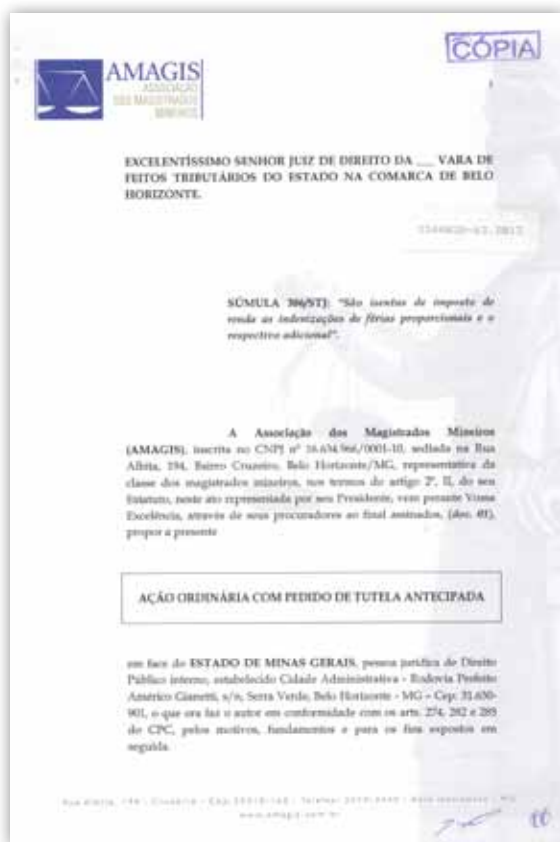 CÓPIA
AMAGIS
ASSOCIAÇÃO
DOS MAGISTRADOS
MINEIROS
1
EXCELENTÍSSIMO SENHOR JUIZ DE DIREITO DA ___ VARA DE
FEITOS TRIBUTÁRIOS DO ESTADO NA COMARCA DE BELO
HORIZONTE.
SÚMULA 386/STJ: "São isentas de imposto de
renda as indenizações de férias proporcionais e o
respectivo adicional".
A Associação dos Magistrados Mineiros
(AMAGIS), inscrita no CNPJ nº 16.634.966/0001-10, sediada na Rua
Albita, 194, Bairro Cruzeiro, Belo Horizonte/MG, representativa da
classe dos magistrados mineiros, nos termos do artigo 2º, II, do seu
Estatuto, neste ato representada por seu Presidente, vem perante Vossa
Excelência, através de seus procuradores ao final assinados, (doc. 01),
propor a presente
AÇÃO ORDINÁRIA COM PEDIDO DE TUTELA ANTECIPADA
em face do ESTADO DE MINAS GERAIS, pessoa jurídica de Direito
Público interno, estabelecido Cidade Administrativa - Rodovia Prefeito
Américo Gianetti, s/n, Serra Verde, Belo Horizonte - MG - Cep: 31.630-
901, o que ora faz o autor em conformidade com os arts. 274, 282 e 285
do CPC, pelos motivos, fundamentos e para os fins expostos em
seguida.
Rua Albita, 194 - Cruzeiro - Cep
www.amagis.com.br